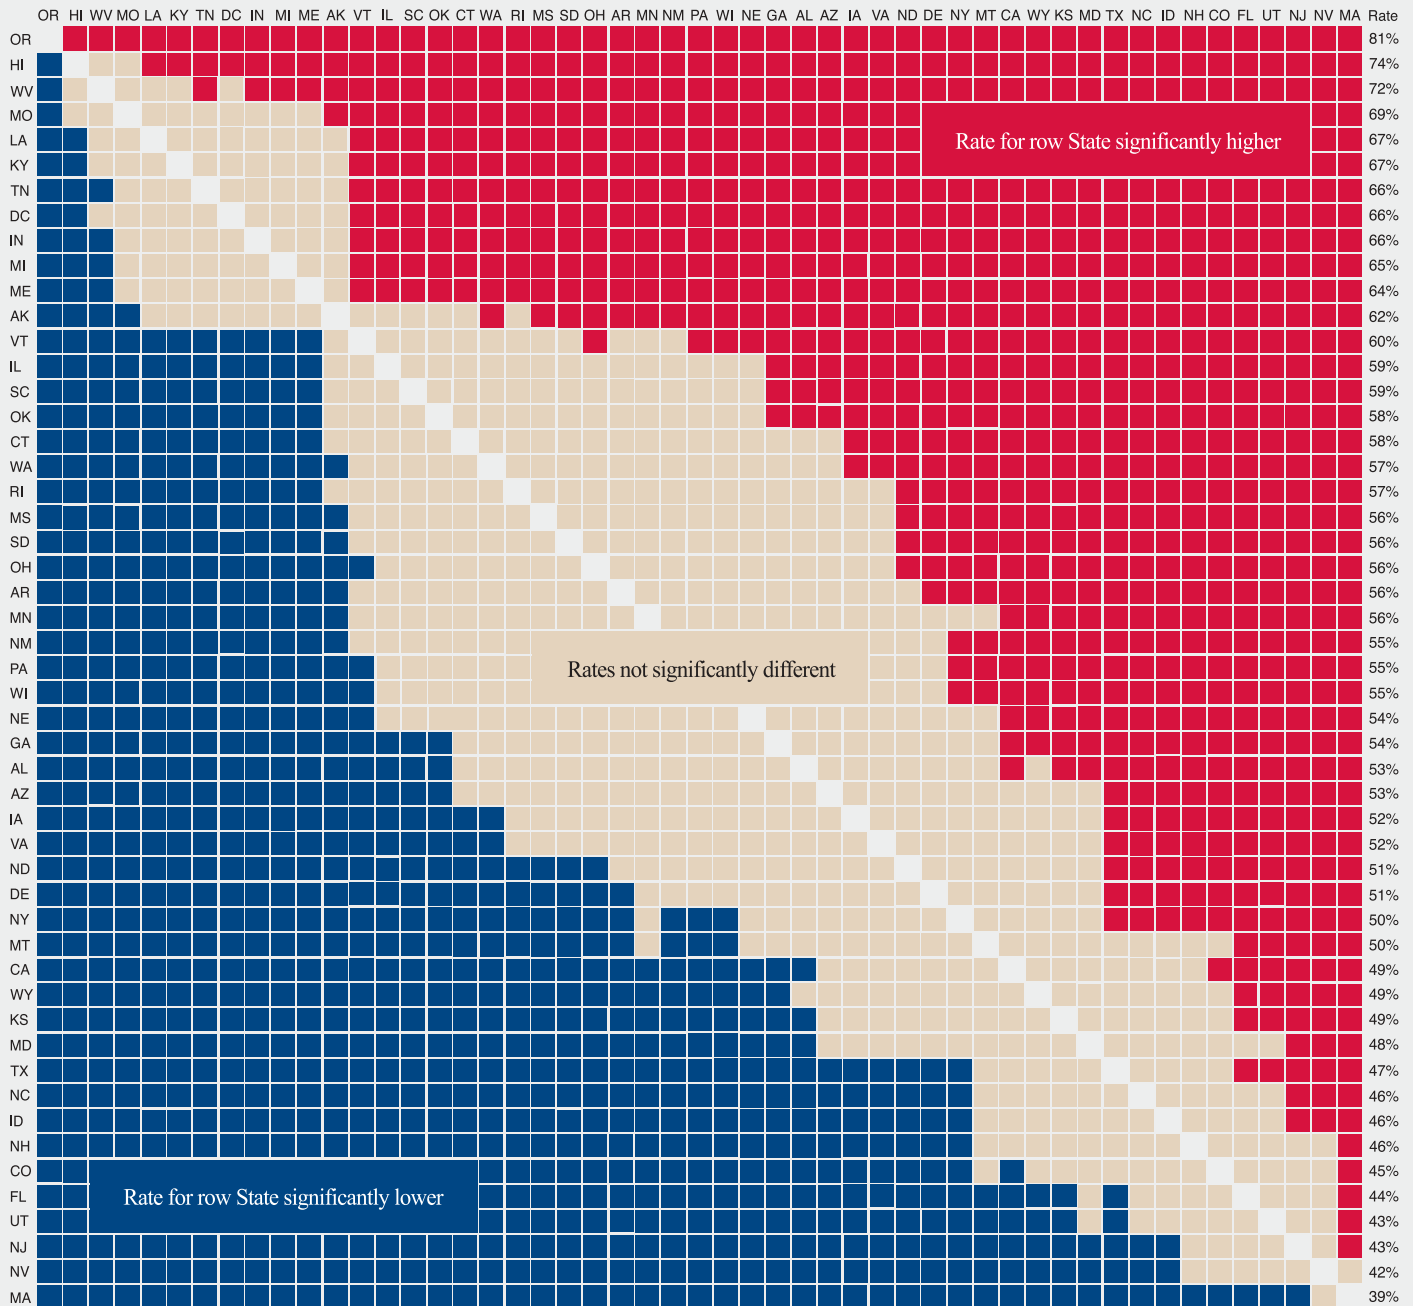 OR HI WV MO LA KY TN DC IN MI ME AK VT IL SC OK CT WA RI MS SD OH AR MN NM PA WI NE GA AL AZ IA VA ND DE NY MT CA WY KS MD TX NC ID NH CO FL UT NJ NV MA Rate
OR 81%
HI 74%
WV 72%
MO 69%
LA 67%
Rate for row State significantly higher
KY 67%
TN 66%
DC 66%
IN 66%
MI 65%
ME 64%
AK 62%
VT 60%
IL 59%
SC 59%
OK 58%
CT 58%
WA 57%
RI 57%
MS 56%
SD 56%
OH 56%
AR 56%
MN 56%
NM 55%
PA 55%
Rates not significantly different
WI 55%
NE 54%
GA 54%
AL 53%
AZ 53%
IA 52%
VA 52%
ND 51%
DE 51%
NY 50%
MT 50%
CA 49%
WY 49%
KS 49%
MD 48%
TX 47%
NC 46%
ID 46%
NH 46%
CO 45%
FL 44%
Rate for row State significantly lower
UT 43%
NJ 43%
NV 42%
MA 39%